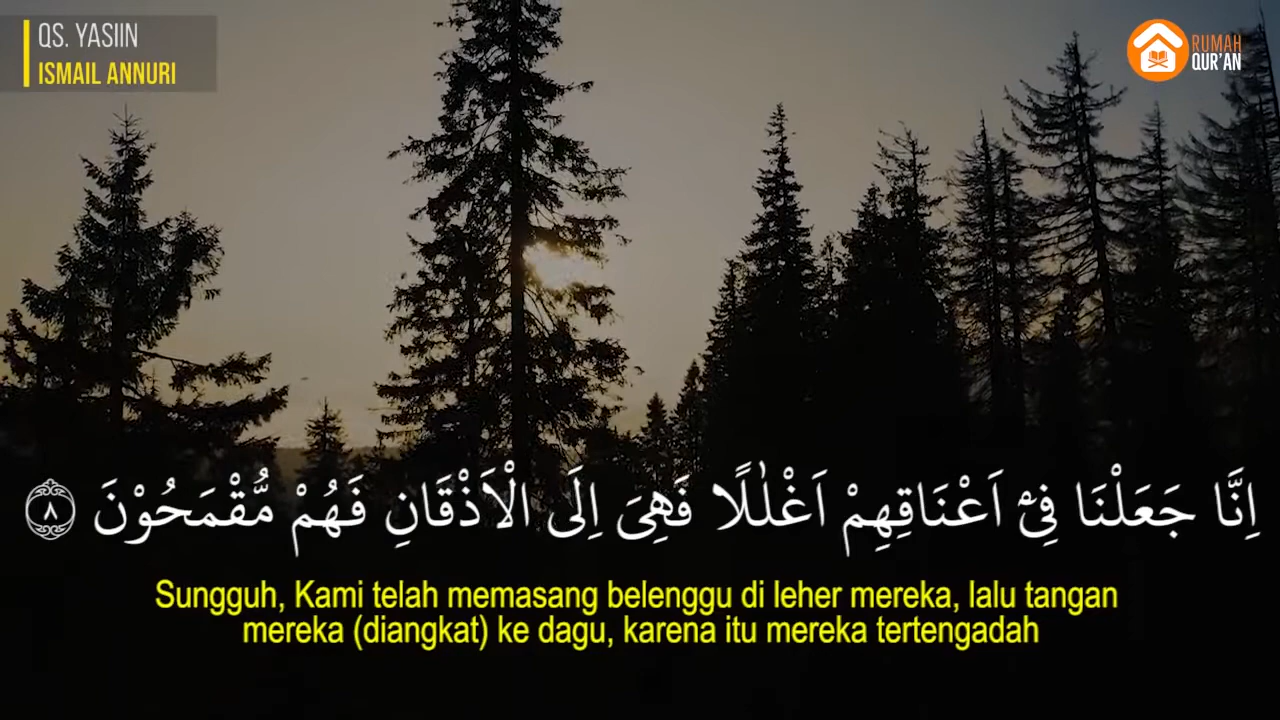 QS. YASIIN
ISMAIL ANNURI
RUMAH
QUR'AN
اِنَّا جَعَلْنَا فِيْٓ اَعْنَاقِهِمْ اَغْلٰلًا فَهِيَ اِلَى الْاَذْقَانِ فَهُمْ مُّقْمَحُوْنَ ٨
Sungguh, Kami telah memasang belenggu di leher mereka, lalu tangan
mereka (diangkat) ke dagu, karena itu mereka tertengadah